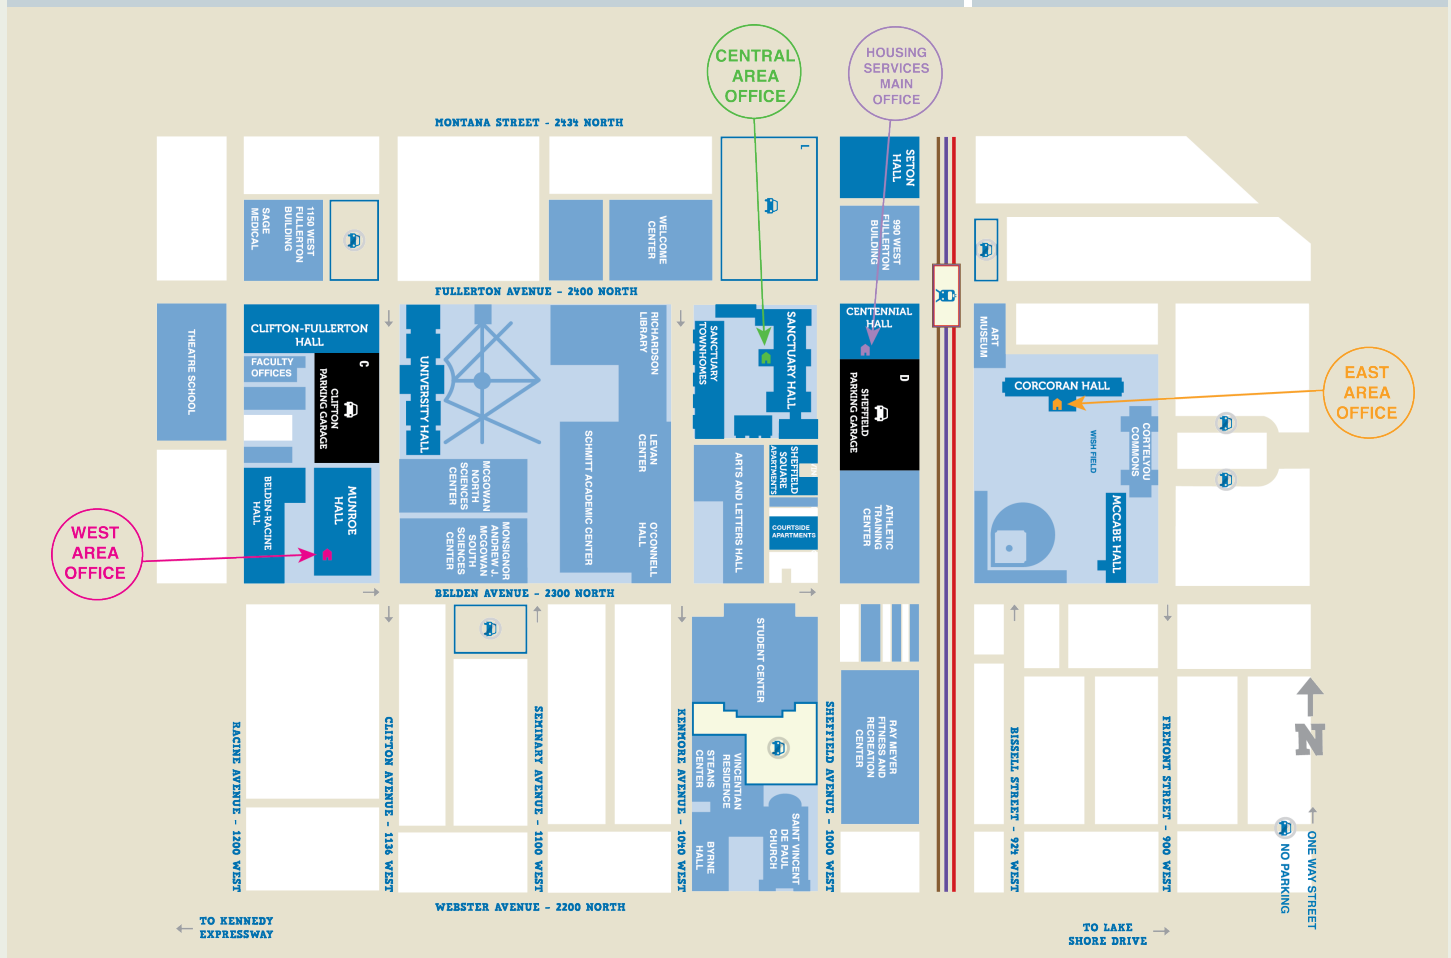 CENTRAL
AREA
OFFICE
HOUSING
SERVICES
MAIN
OFFICE
MONTANA STREET - 2434 NORTH
L
SETON
HALL
1150 WEST
FULLERTON
BUILDING
SAGE
MEDICAL
WELCOME
CENTER
990 WEST
FULLERTON
BUILDING
FULLERTON AVENUE - 2400 NORTH
THEATRE SCHOOL
CLIFTON-FULLERTON
HALL
FACULTY
OFFICES
C
CLIFTON
PARKING GARAGE
UNIVERSITY HALL
RICHARDSON
LIBRARY
SANCTUARY
TOWNHOMES
SANCTUARY HALL
CENTENNIAL
HALL
D
SHEFFIELD
PARKING GARAGE
ART
MUSEUM
CORCORAN HALL
EAST
AREA
OFFICE
WISH FIELD
CORTELYOU
COMMONS
MCCABE HALL
BELDEN-RACINE
HALL
MUNROE
HALL
WEST
AREA
OFFICE
MCGOWAN
NORTH
SCIENCES
CENTER
MONSIGNOR
ANDREW J.
MCGOWAN
SOUTH
SCIENCES
CENTER
SCHMITT ACADEMIC CENTER
LEVAN
CENTER
O'CONNELL
HALL
ARTS AND LETTERS HALL
SHEFFIELD
SQUARE
APARTMENTS
COURTSIDE
APARTMENTS
ATHLETIC
TRAINING
CENTER
BELDEN AVENUE - 2300 NORTH
STUDENT CENTER
VINCENTIAN
RESIDENCE
STEANS
CENTER
BYRNE
HALL
SAINT VINCENT
DE PAUL
CHURCH
RAY MEYER
FITNESS AND
RECREATION
CENTER
RACINE AVENUE - 1200 WEST
CLIFTON AVENUE - 1136 WEST
SEMINARY AVENUE - 1100 WEST
KENMORE AVENUE - 1040 WEST
SHEFFIELD AVENUE - 1000 WEST
BISSELL STREET - 924 WEST
FREMONT STREET - 900 WEST
N
ONE WAY STREET
NO PARKING
WEBSTER AVENUE - 2200 NORTH
TO KENNEDY
EXPRESSWAY
TO LAKE
SHORE DRIVE